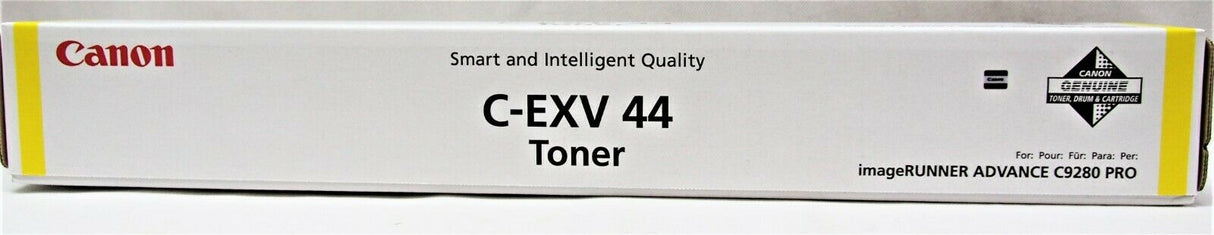 Canon
Smart and Intelligent Quality
C-EXV 44
Toner
CANON
GENUINE
TONER, DRUM & CARTRIDGE
For: Pour: Für: Para: Per:
imageRUNNER ADVANCE C9280 PRO